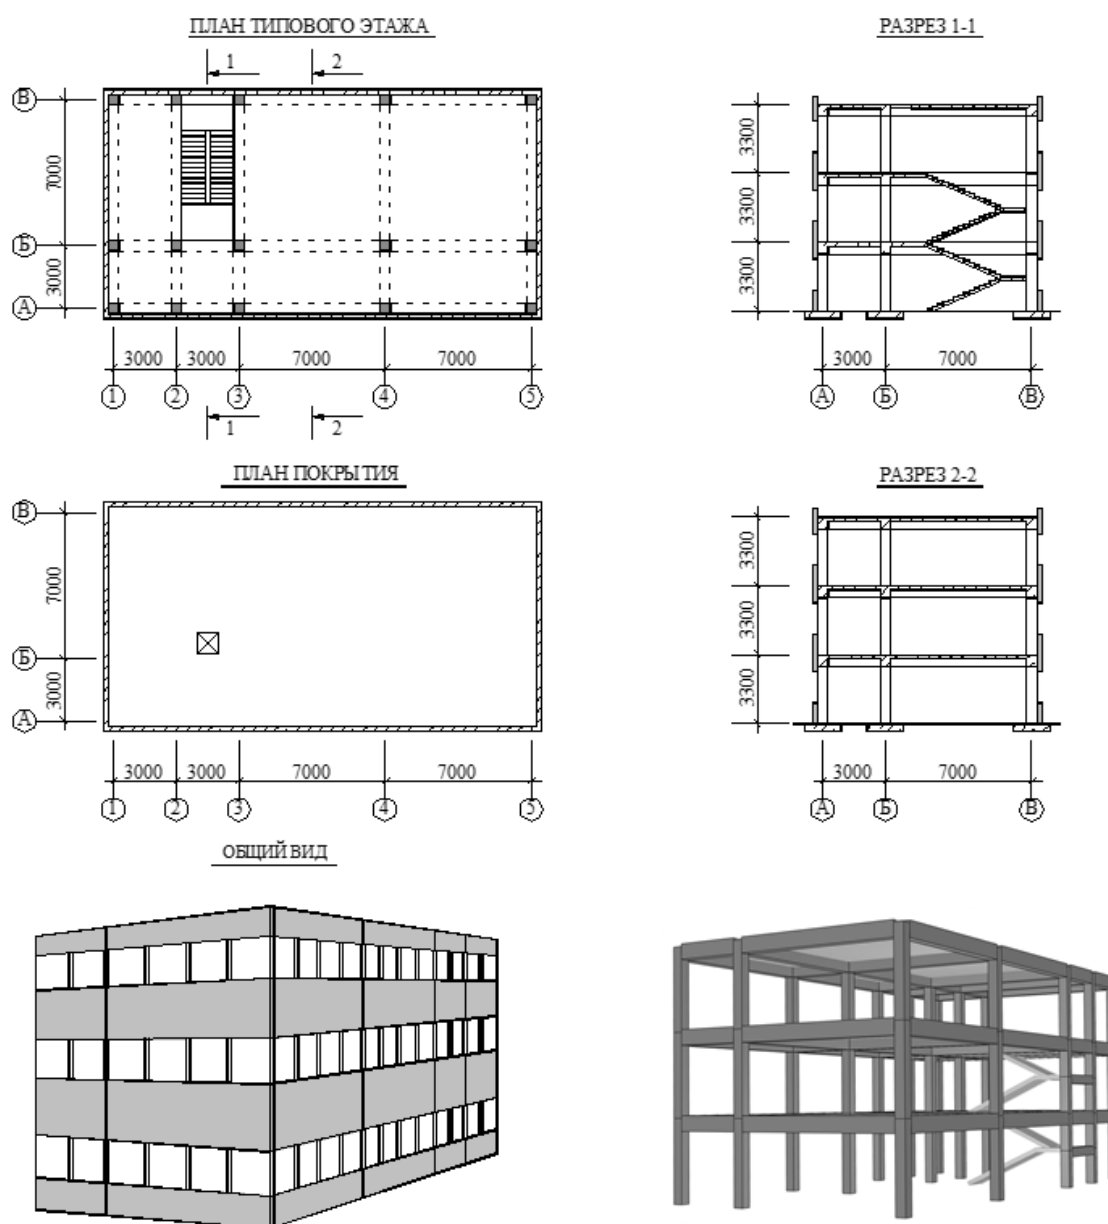 ПЛАН ТИПОВОГО ЭТАЖА
1
2
В
7000
Б
3000
А
3000
3000
7000
7000
1
2
3
4
5
1
2
РАЗРЕЗ 1-1
3300
3300
3300
3000
7000
А
Б
В
ПЛАН ПОКРЫТИЯ
В
7000
Б
3000
А
3000
3000
7000
7000
1
2
3
4
5
РАЗРЕЗ 2-2
3300
3300
3300
3000
7000
А
Б
В
ОБЩИЙ ВИД